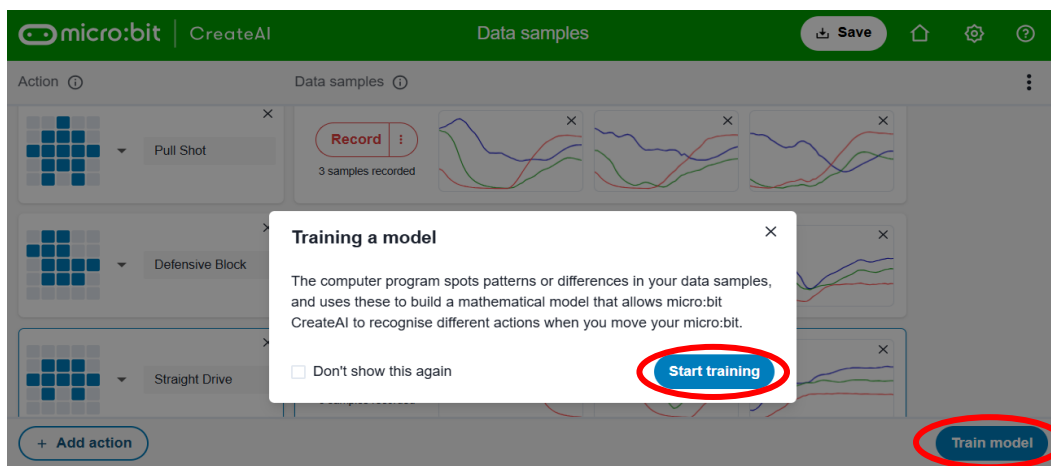 micro:bit | CreateAI
Data samples
Save
Action
Data samples
Pull Shot
Record
3 samples recorded
Defensive Block
Training a model
The computer program spots patterns or differences in your data samples,
and uses these to build a mathematical model that allows micro:bit
CreateAI to recognise different actions when you move your micro:bit.
Straight Drive
Don't show this again
Start training
+ Add action
Train model